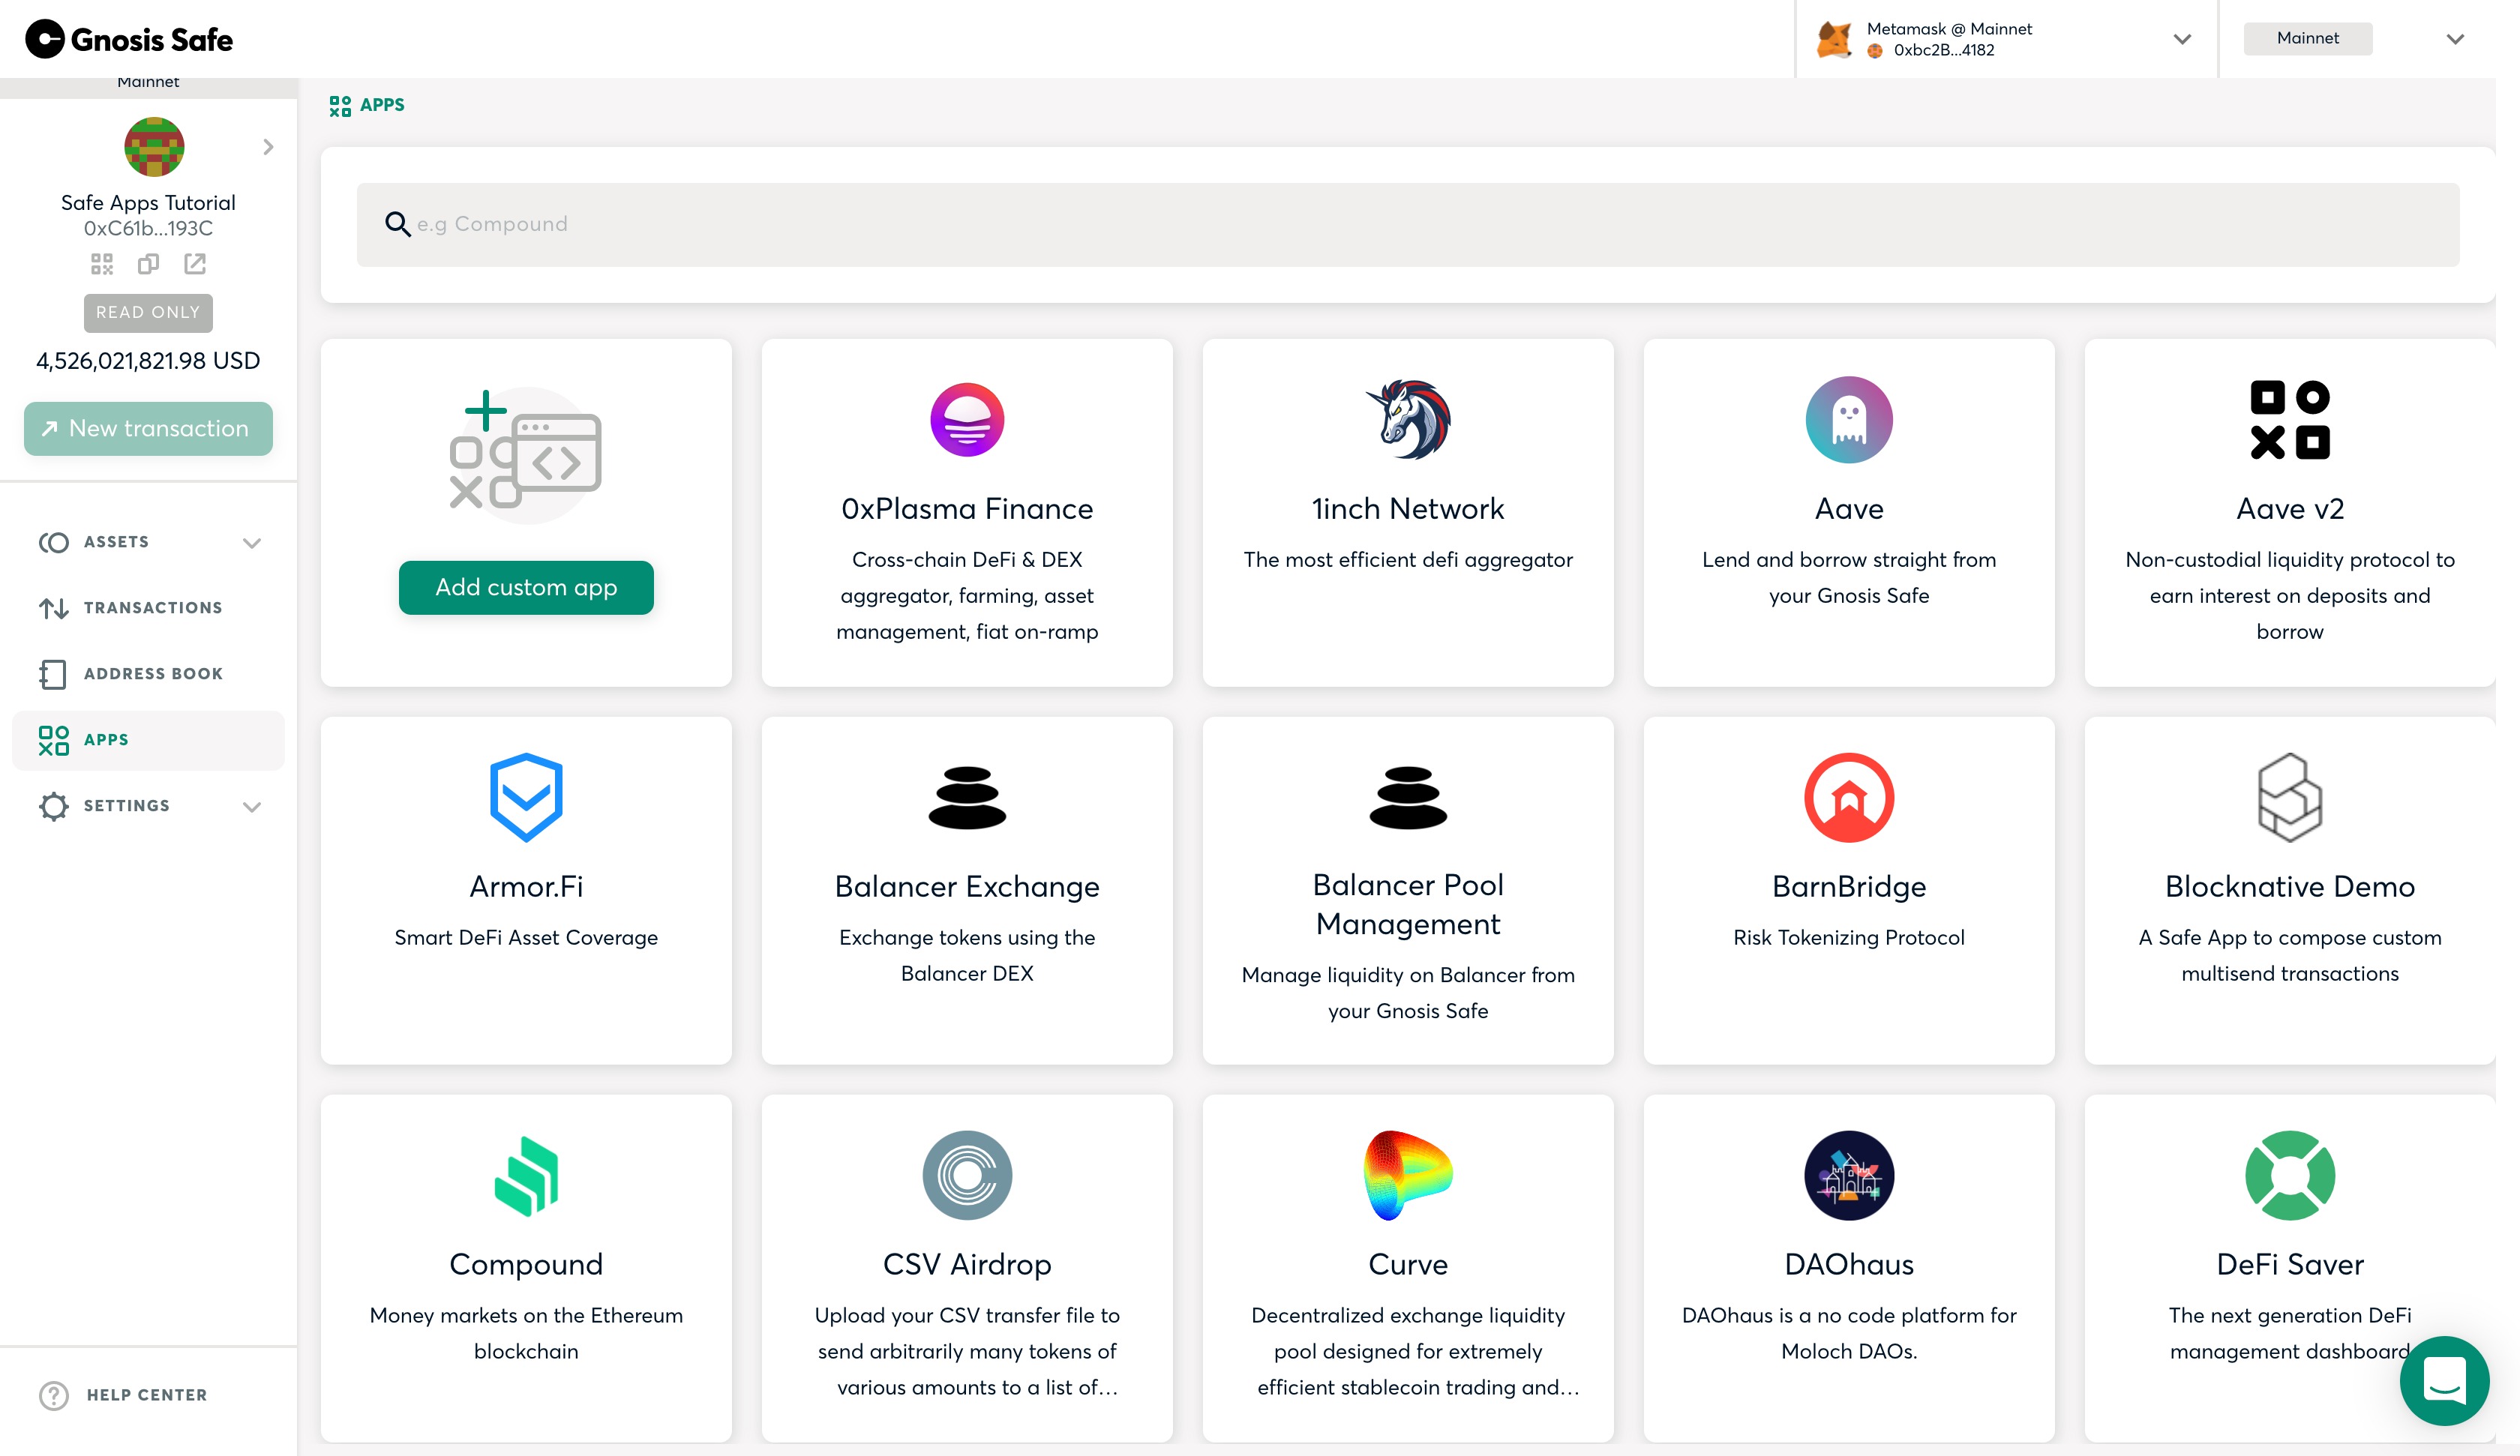 Gnosis Safe
Metamask @ Mainnet
0xbc2B...4182
Mainnet
Mainnet
Safe Apps Tutorial
0xC61b...193C
READ ONLY
4,526,021,821.98 USD
New transaction
ASSETS
TRANSACTIONS
ADDRESS BOOK
APPS
SETTINGS
HELP CENTER
APPS
e.g Compound
Add custom app
0xPlasma Finance
Cross-chain DeFi & DEX
aggregator, farming, asset
management, fiat on-ramp
1inch Network
The most efficient defi aggregator
Aave
Lend and borrow straight from
your Gnosis Safe
Aave v2
Non-custodial liquidity protocol to
earn interest on deposits and
borrow
Armor.Fi
Smart DeFi Asset Coverage
Balancer Exchange
Exchange tokens using the
Balancer DEX
Balancer Pool
Management
Manage liquidity on Balancer from
your Gnosis Safe
BarnBridge
Risk Tokenizing Protocol
Blocknative Demo
A Safe App to compose custom
multisend transactions
Compound
Money markets on the Ethereum
blockchain
CSV Airdrop
Upload your CSV transfer file to
send arbitrarily many tokens of
various amounts to a list of...
Curve
Decentralized exchange liquidity
pool designed for extremely
efficient stablecoin trading and...
DAOhaus
DAOhaus is a no code platform for
Moloch DAOs.
DeFi Saver
The next generation DeFi
management dashboard